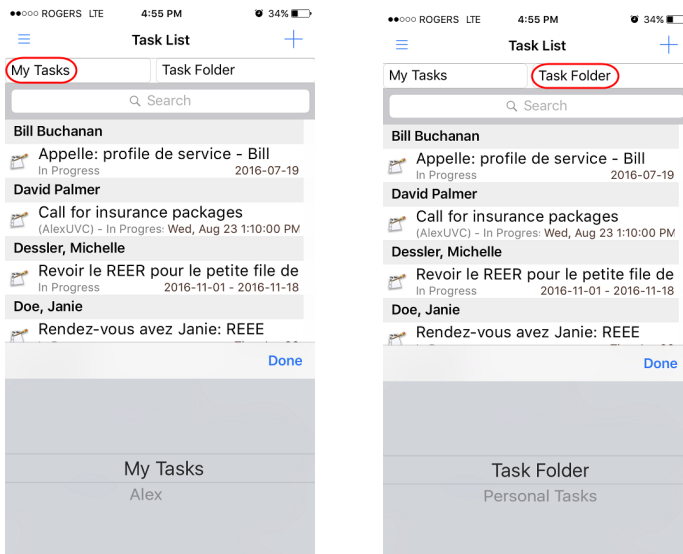 ROGERS LTE 4:55 PM 34%
Task List
My Tasks Task Folder
Search
Bill Buchanan
Appelle: profile de service - Bill
In Progress 2016-07-19
David Palmer
Call for insurance packages
(AlexUVC) - In Progres: Wed, Aug 23 1:10:00 PM
Dessler, Michelle
Revoir le REER pour le petite file de
In Progress 2016-11-01 - 2016-11-18
Doe, Janie
Rendez-vous avez Janie: REEE
Done
My Tasks
Alex
ROGERS LTE 4:55 PM 34%
Task List
My Tasks Task Folder
Search
Bill Buchanan
Appelle: profile de service - Bill
In Progress 2016-07-19
David Palmer
Call for insurance packages
(AlexUVC) - In Progres: Wed, Aug 23 1:10:00 PM
Dessler, Michelle
Revoir le REER pour le petite file de
In Progress 2016-11-01 - 2016-11-18
Doe, Janie
Rendez-vous avez Janie: REEE
Done
Task Folder
Personal Tasks